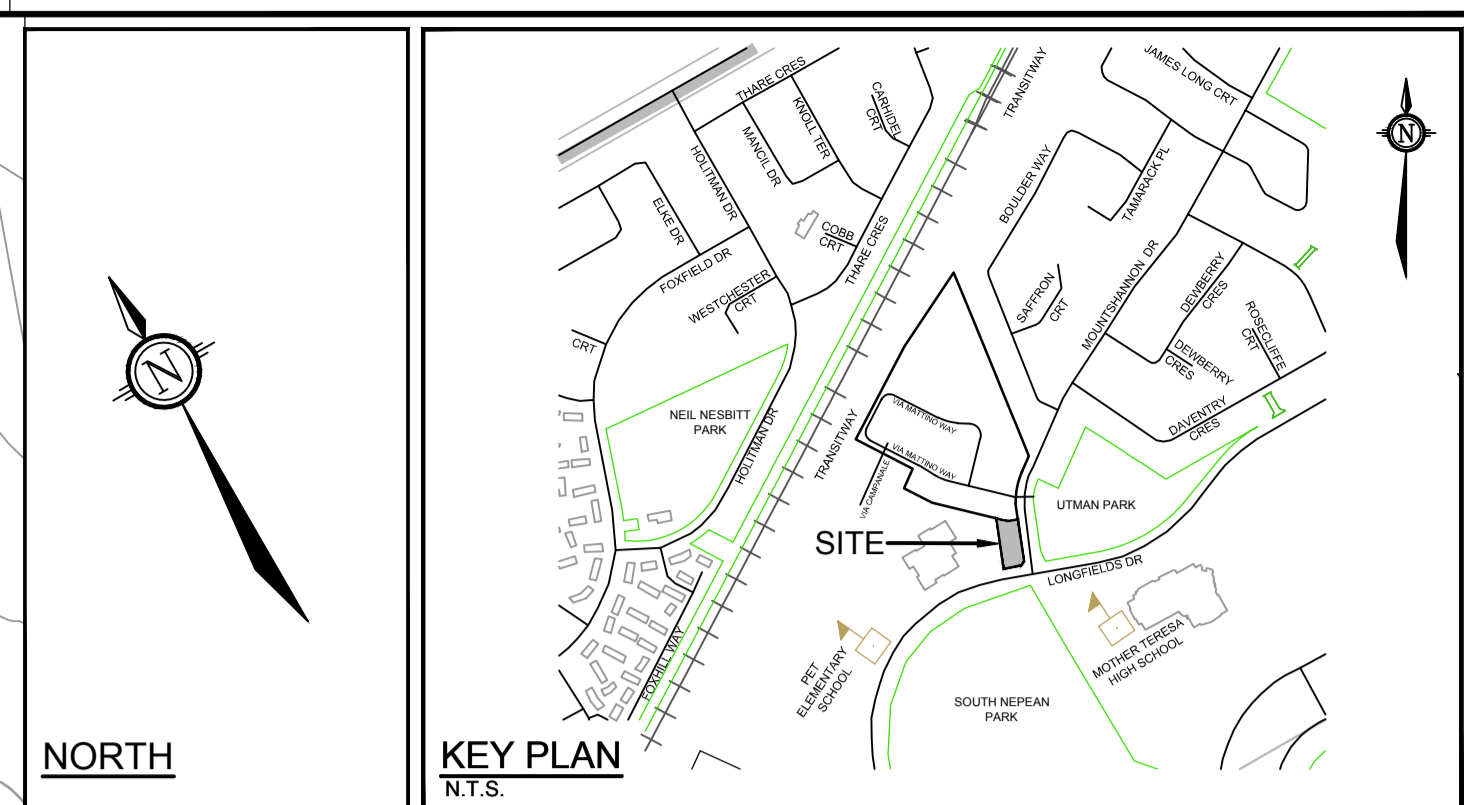 N
NORTH
THARE CRES
KNOLL TER
MANCIL DR
CARHIDEL
CRT
HOLITMAN DR
ELKE DR
COBB
CRT
THARE CRES
FOXFIELD DR
WESTCHESTER
CRT
CRT
NEIL NESBITT
PARK
HOLITMAN DR
TRANSITWAY
TRANSITWAY
JAMES LONG CRT
BOULDER WAY
TAMARACK PL
SAFFRON
CRT
MOUNTSHANNON DR
DEWBERRY
CRES
DEWBERRY
CRES
ROSECLIFFE
CRT
DAVENTRY
CRES
VIA MATTINO WAY
VIA MATTINO WAY
VIA CAMPANALE
UTMAN PARK
SITE
LONGFIELDS DR
FOXHILL WAY
PET
ELEMENTARY
SCHOOL
MOTHER TERESA
HIGH SCHOOL
SOUTH NEPEAN
PARK
N
KEY PLAN
N.T.S.